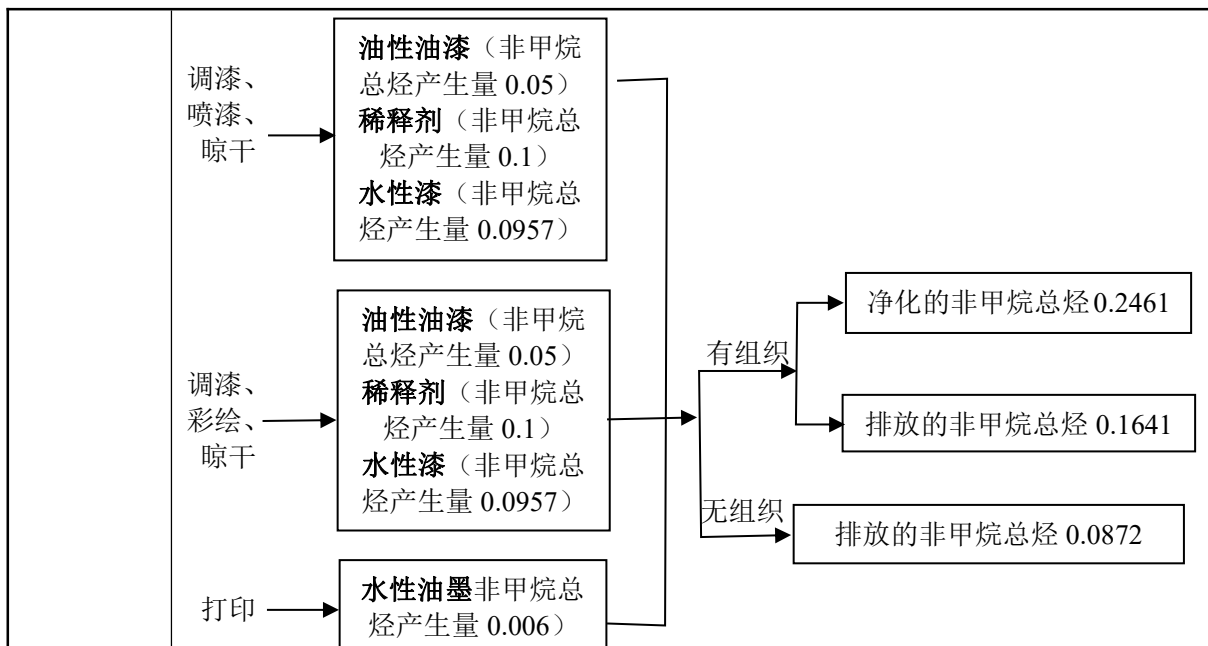 调漆、
喷漆、
晾干
油性油漆（非甲烷
总烃产生量 0.05）
稀释剂（非甲烷总
烃产生量 0.1）
水性漆（非甲烷总
烃产生量 0.0957）
调漆、
彩绘、
晾干
油性油漆（非甲烷
总烃产生量 0.05）
稀释剂（非甲烷总
烃产生量 0.1）
水性漆（非甲烷总
烃产生量 0.0957）
打印
水性油墨非甲烷总
烃产生量 0.006）
有组织
无组织
净化的非甲烷总烃 0.2461
排放的非甲烷总烃 0.1641
排放的非甲烷总烃 0.0872